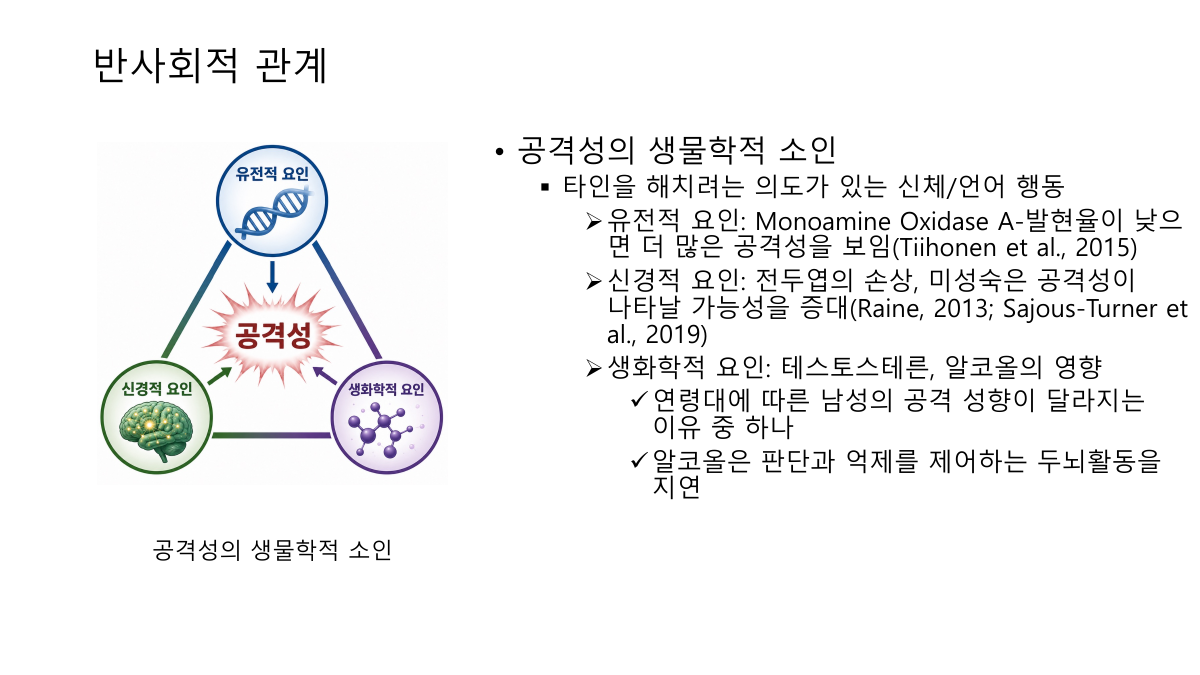 반사회적 관계
유전적 요인
공격성
신경적 요인
생화학적 요인
공격성의 생물학적 소인
• 공격성의 생물학적 소인
▪ 타인을 해치려는 의도가 있는 신체/언어 행동
➢ 유전적 요인: Monoamine Oxidase A-발현율이 낮으
면 더 많은 공격성을 보임(Tiihonen et al., 2015)
➢ 신경적 요인: 전두엽의 손상, 미성숙은 공격성이
나타날 가능성을 증대(Raine, 2013; Sajous-Turner et
al., 2019)
➢ 생화학적 요인: 테스토스테론, 알코올의 영향
✓ 연령대에 따른 남성의 공격 성향이 달라지는
이유 중 하나
✓ 알코올은 판단과 억제를 제어하는 두뇌활동을
지연